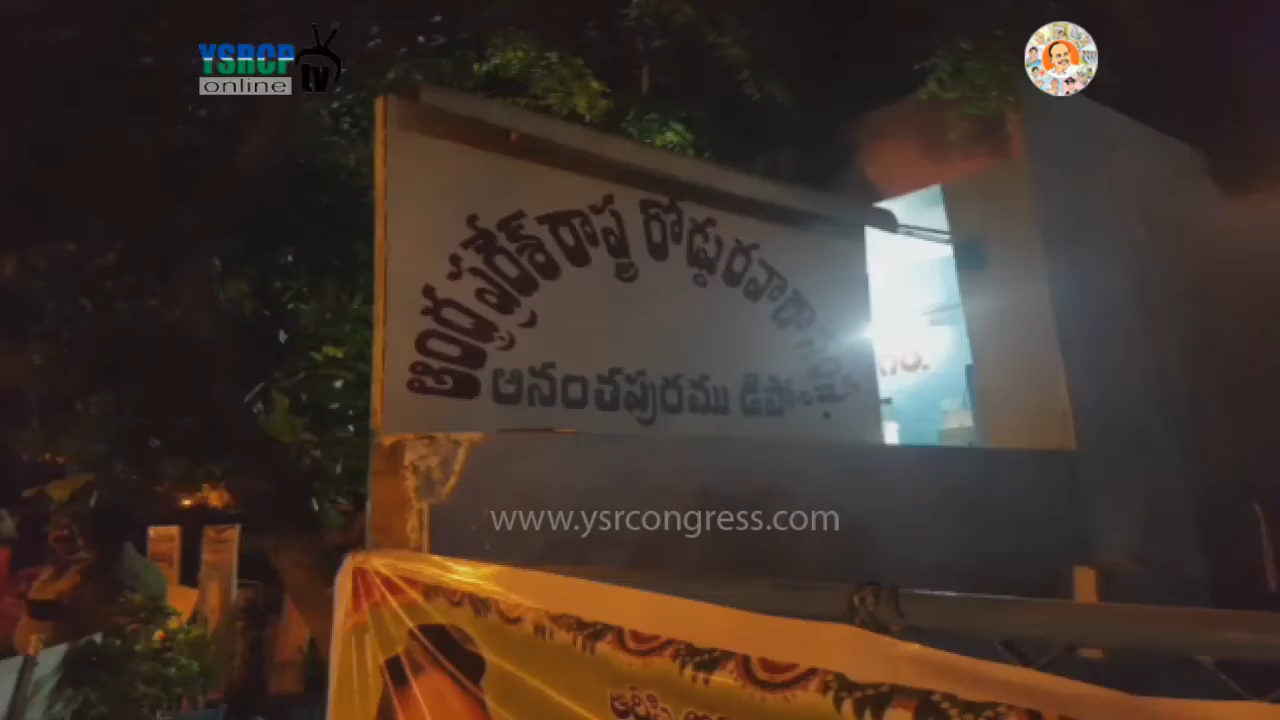 YSRCP
online tv
ఆంధ్రప్రదేశ్ రాష్ట్ర రోడ్డు రవాణా
అనంతపురము డిపో
www.ysrcongress.com